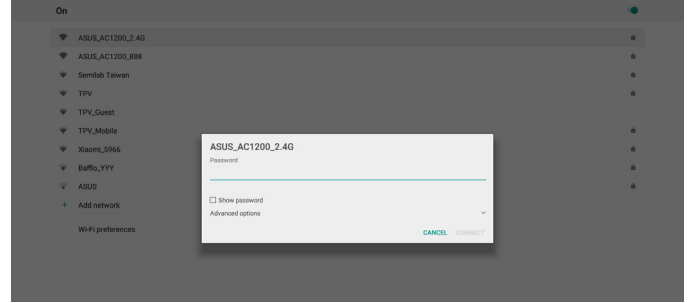 On
ASUS_AC1200_2.4G
ASUS_AC1200_888
Semilab Taiwan
TPV
TPV_Guest
TPV_Mobile
Xiaomi_5966
Baffio_YYY
ASUS
Add network
Wi-Fi preferences
ASUS_AC1200_2.4G
Password
Show password
Advanced options
CANCEL CONNECT